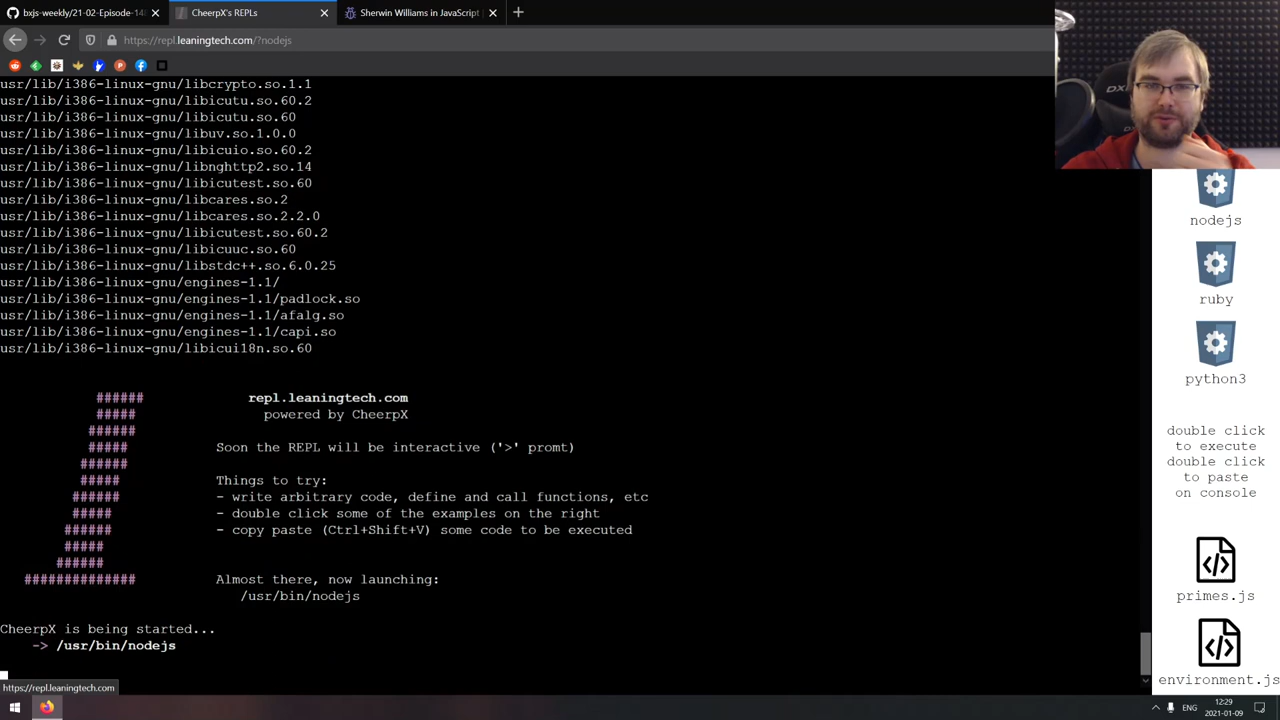 bxjs-weekly/21-02-Episode-148
CheerpX's REPLs
Sherwin Williams in JavaScript
https://repl.leaningtech.com/?nodejs
usr/lib/i386-linux-gnu/libcrypto.so.1.1
usr/lib/i386-linux-gnu/libicutu.so.60.2
usr/lib/i386-linux-gnu/libicutu.so.60
usr/lib/i386-linux-gnu/libuv.so.1.0.0
usr/lib/i386-linux-gnu/libicuio.so.60.2
usr/lib/i386-linux-gnu/libnghttp2.so.14
usr/lib/i386-linux-gnu/libicutest.so.60
usr/lib/i386-linux-gnu/libcares.so.2
usr/lib/i386-linux-gnu/libcares.so.2.2.0
usr/lib/i386-linux-gnu/libicutest.so.60.2
usr/lib/i386-linux-gnu/libicuuc.so.60
usr/lib/i386-linux-gnu/libstdc++.so.6.0.25
usr/lib/i386-linux-gnu/engines-1.1/
usr/lib/i386-linux-gnu/engines-1.1/padlock.so
usr/lib/i386-linux-gnu/engines-1.1/afalg.so
usr/lib/i386-linux-gnu/engines-1.1/capi.so
usr/lib/i386-linux-gnu/libicui18n.so.60
###### repl.leaningtech.com
##### powered by CheerpX
######
##### Soon the REPL will be interactive ('>' promt)
######
##### Things to try:
###### - write arbitrary code, define and call functions, etc
##### - double click some of the examples on the right
###### - copy paste (Ctrl+Shift+V) some code to be executed
#####
######
############## Almost there, now launching:
/usr/bin/nodejs
CheerpX is being started...
-> /usr/bin/nodejs
https://repl.leaningtech.com
nodejs
ruby
python3
double click
to execute
double click
to paste
on console
primes.js
environment.js
ENG
12:29
2021-01-09